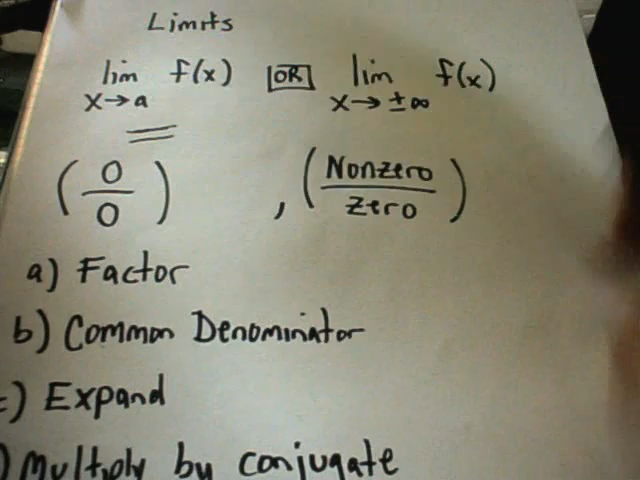 Limits
lim f(x) OR lim f(x)
x→a x→±∞
(0/0) , (Nonzero/Zero)
a) Factor
b) Common Denominator
c) Expand
) Multiply by conjugate